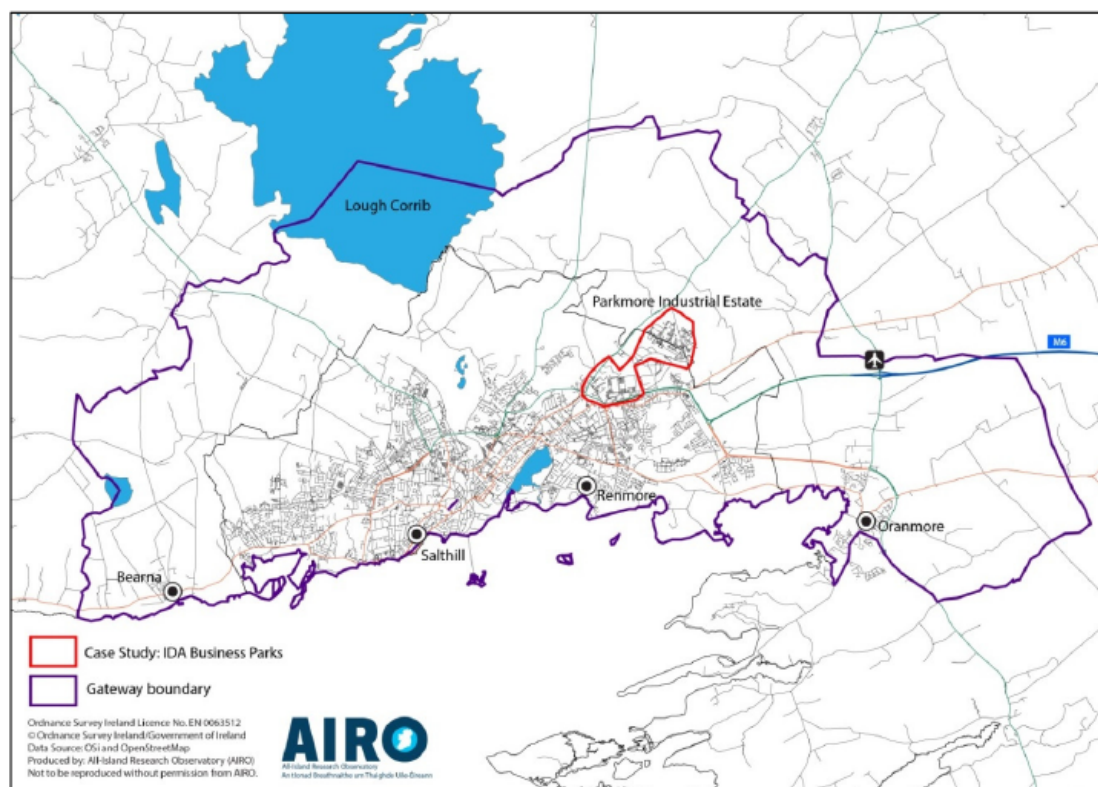 Lough Corrib
Parkmore Industrial Estate
M6
Renmore
Oranmore
Salthill
Bearna
Case Study: IDA Business Parks
Gateway boundary
Ordnance Survey Ireland Licence No. EN 0063512
© Ordnance Survey Ireland/Government of Ireland
Data Source: OSi and OpenStreetMap
Produced by: All-Island Research Observatory (AIRO)
Not to be reproduced without permission from AIRO.
AIRO
All-Island Research Observatory